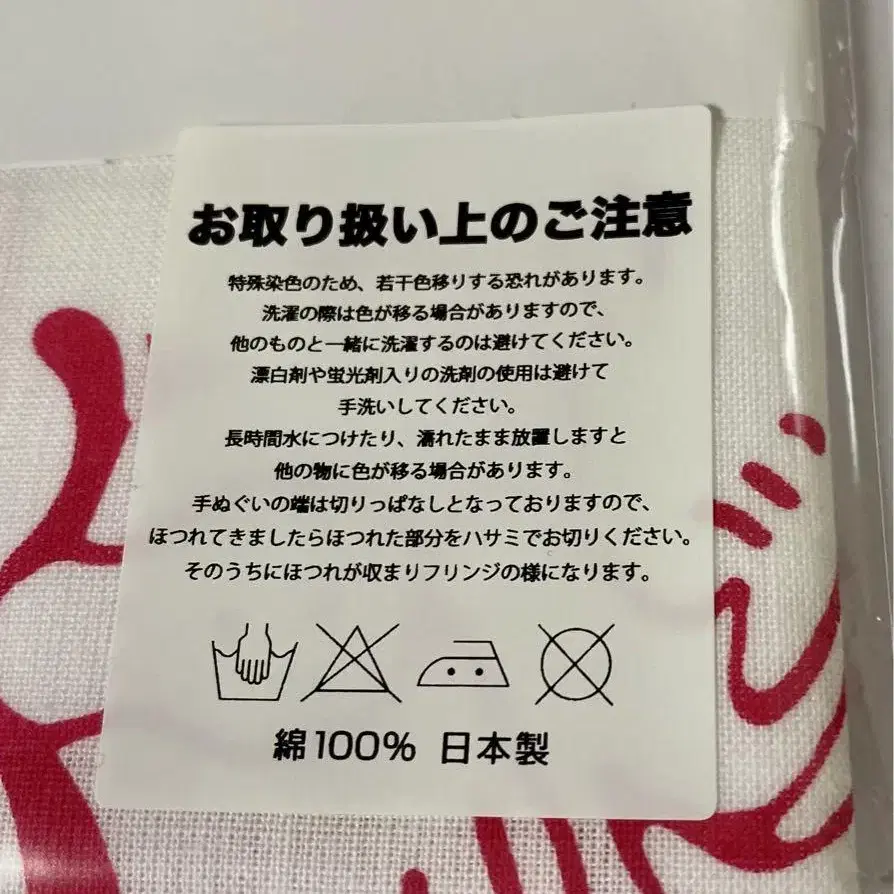 お取り扱い上のご注意
特殊染色のため、若干色移りする恐れがあります。
洗濯の際は色が移る場合がありますので、
他のものと一緒に洗濯するのは避けてください。
漂白剤や蛍光剤入りの洗剤の使用は避けて
手洗いしてください。
長時間水につけたり、濡れたまま放置しますと
他の物に色が移る場合があります。
手ぬぐいの端は切りっぱなしとなっておりますので、
ほつれてきましたらほつれた部分をハサミでお切りください。
そのうちにほつれが収まりフリンジの様になります。
綿100% 日本製